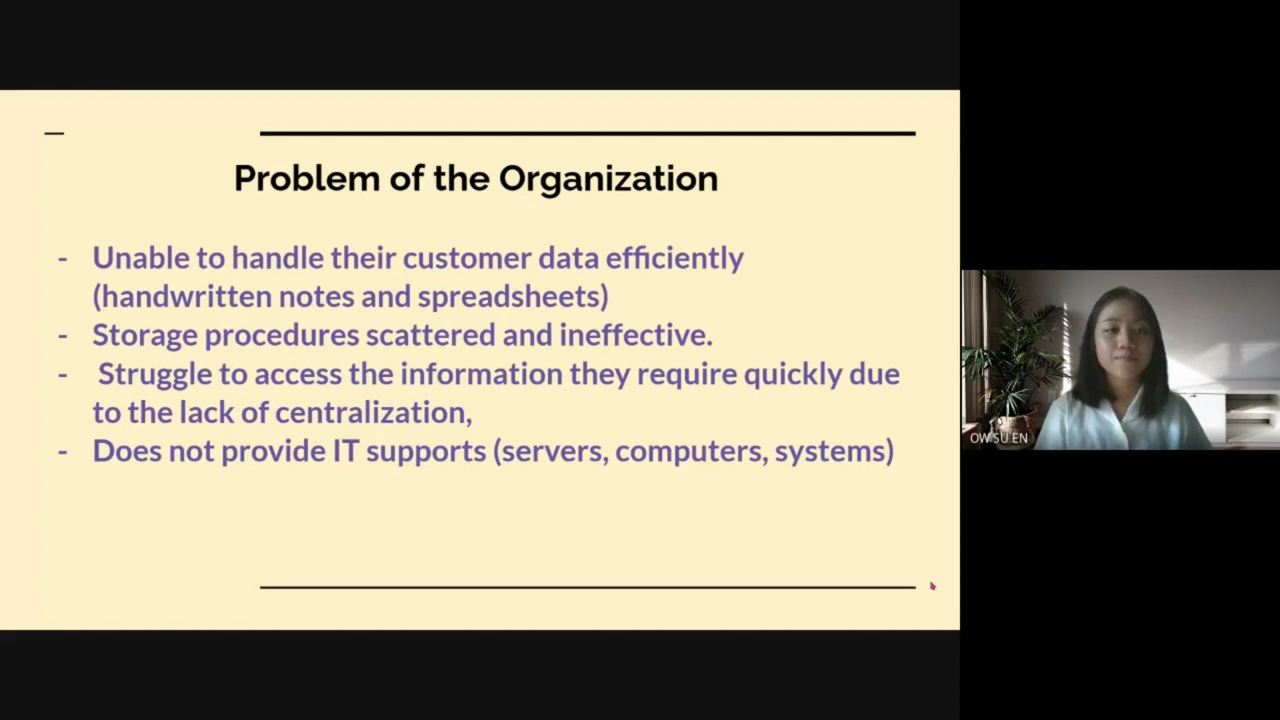 Problem of the Organization
- Unable to handle their customer data efficiently
(handwritten notes and spreadsheets)
- Storage procedures scattered and ineffective.
- Struggle to access the information they require quickly due
to the lack of centralization,
- Does not provide IT supports (servers, computers, systems)
OW SU EN